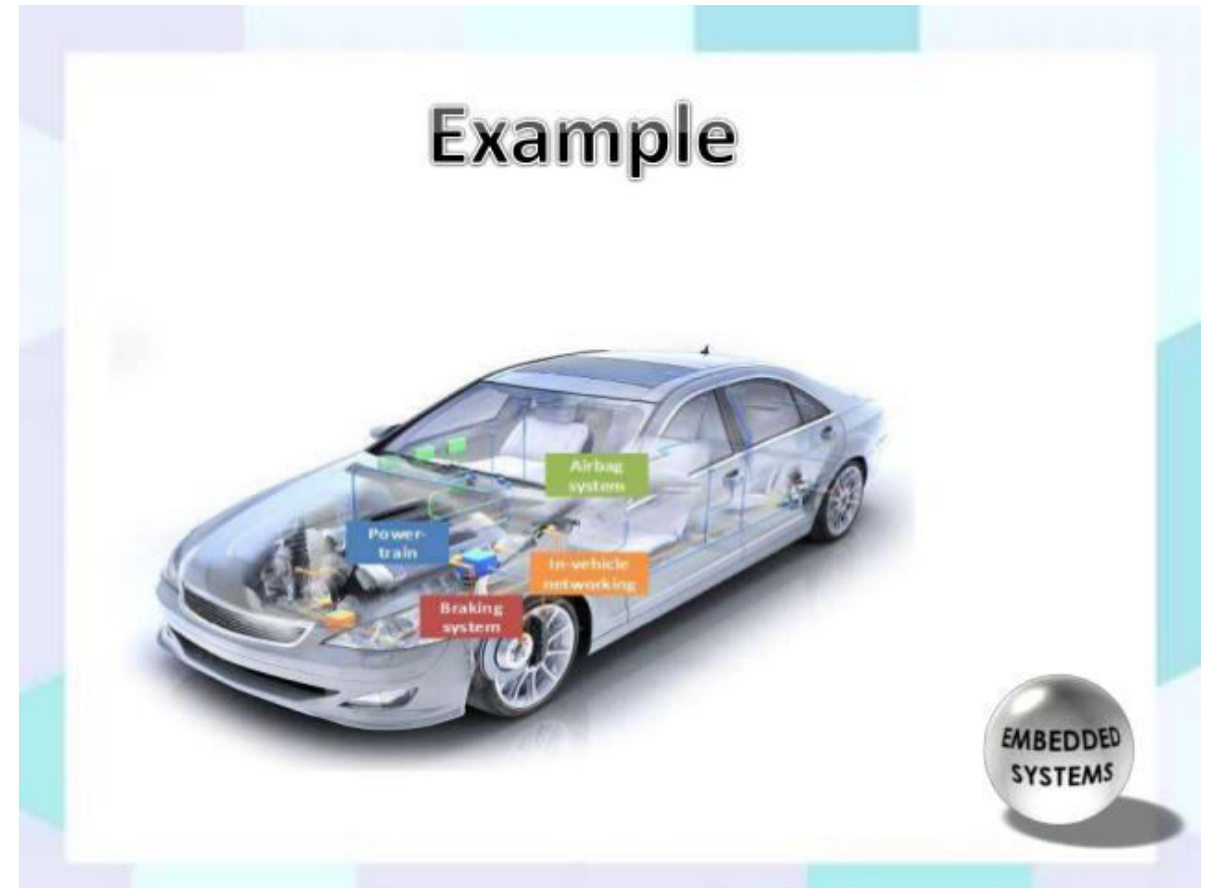 Example
Airbag
system
Power-
train
In-vehicle
networking
Braking
system
EMBEDDED
SYSTEMS